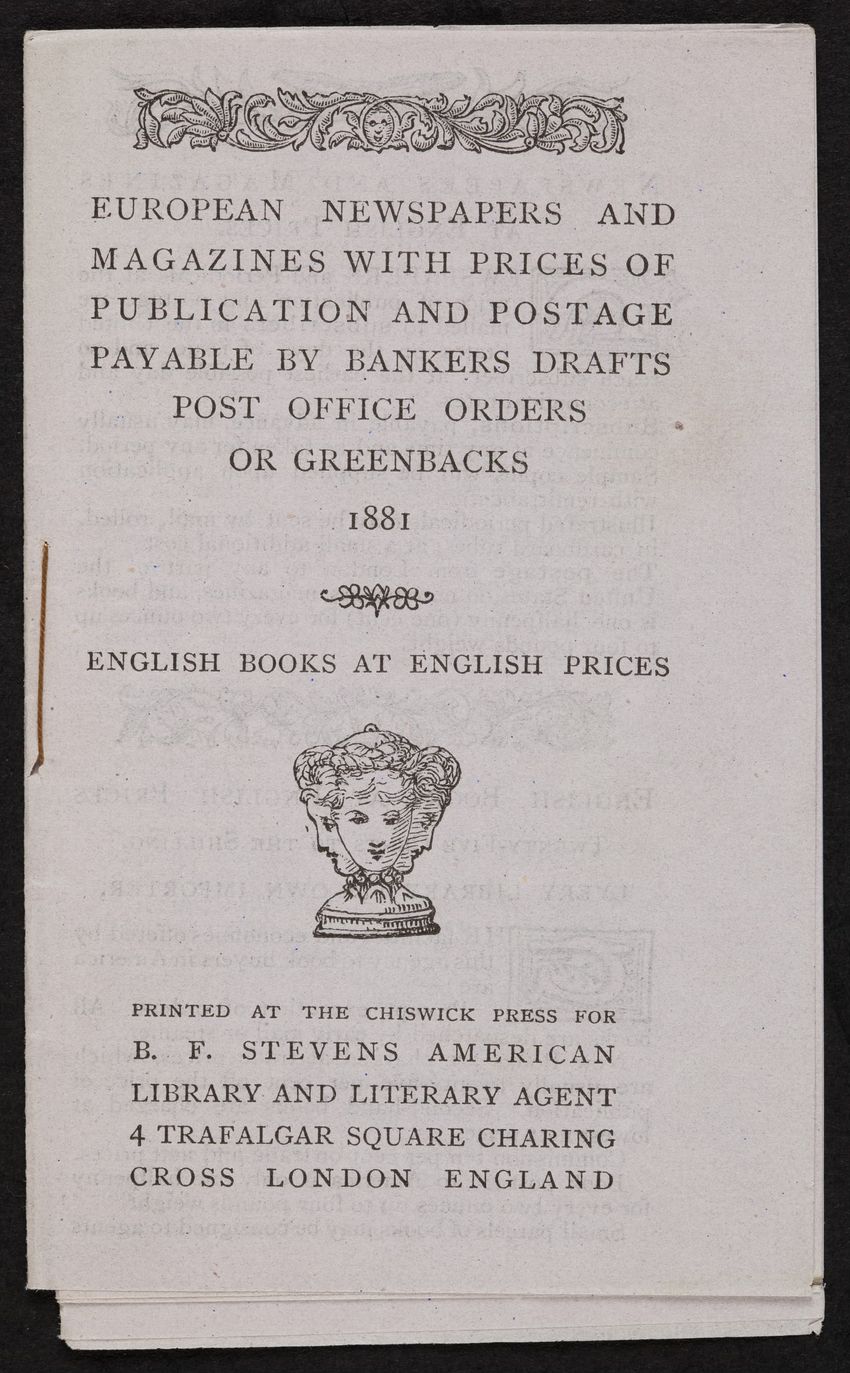 EUROPEAN NEWSPAPERS AND
MAGAZINES WITH PRICES OF
PUBLICATION AND POSTAGE
PAYABLE BY BANKERS DRAFTS
POST OFFICE ORDERS
OR GREENBACKS
1881
ENGLISH BOOKS AT ENGLISH PRICES
PRINTED AT THE CHISWICK PRESS FOR
B. F. STEVENS AMERICAN
LIBRARY AND LITERARY AGENT
4 TRAFALGAR SQUARE CHARING
CROSS LONDON ENGLAND